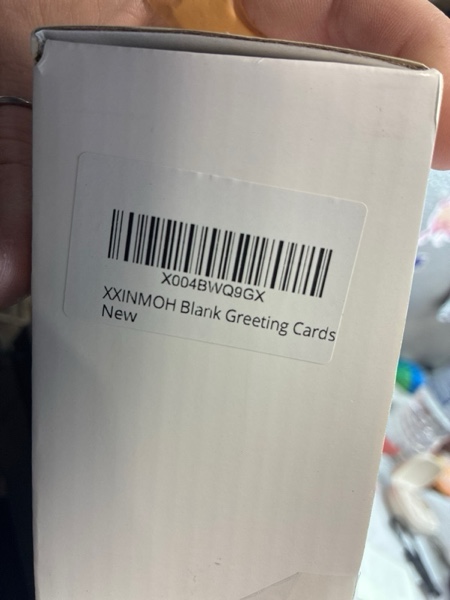 X004BWQ9GX
XXINMOH Blank Greeting Cards
New